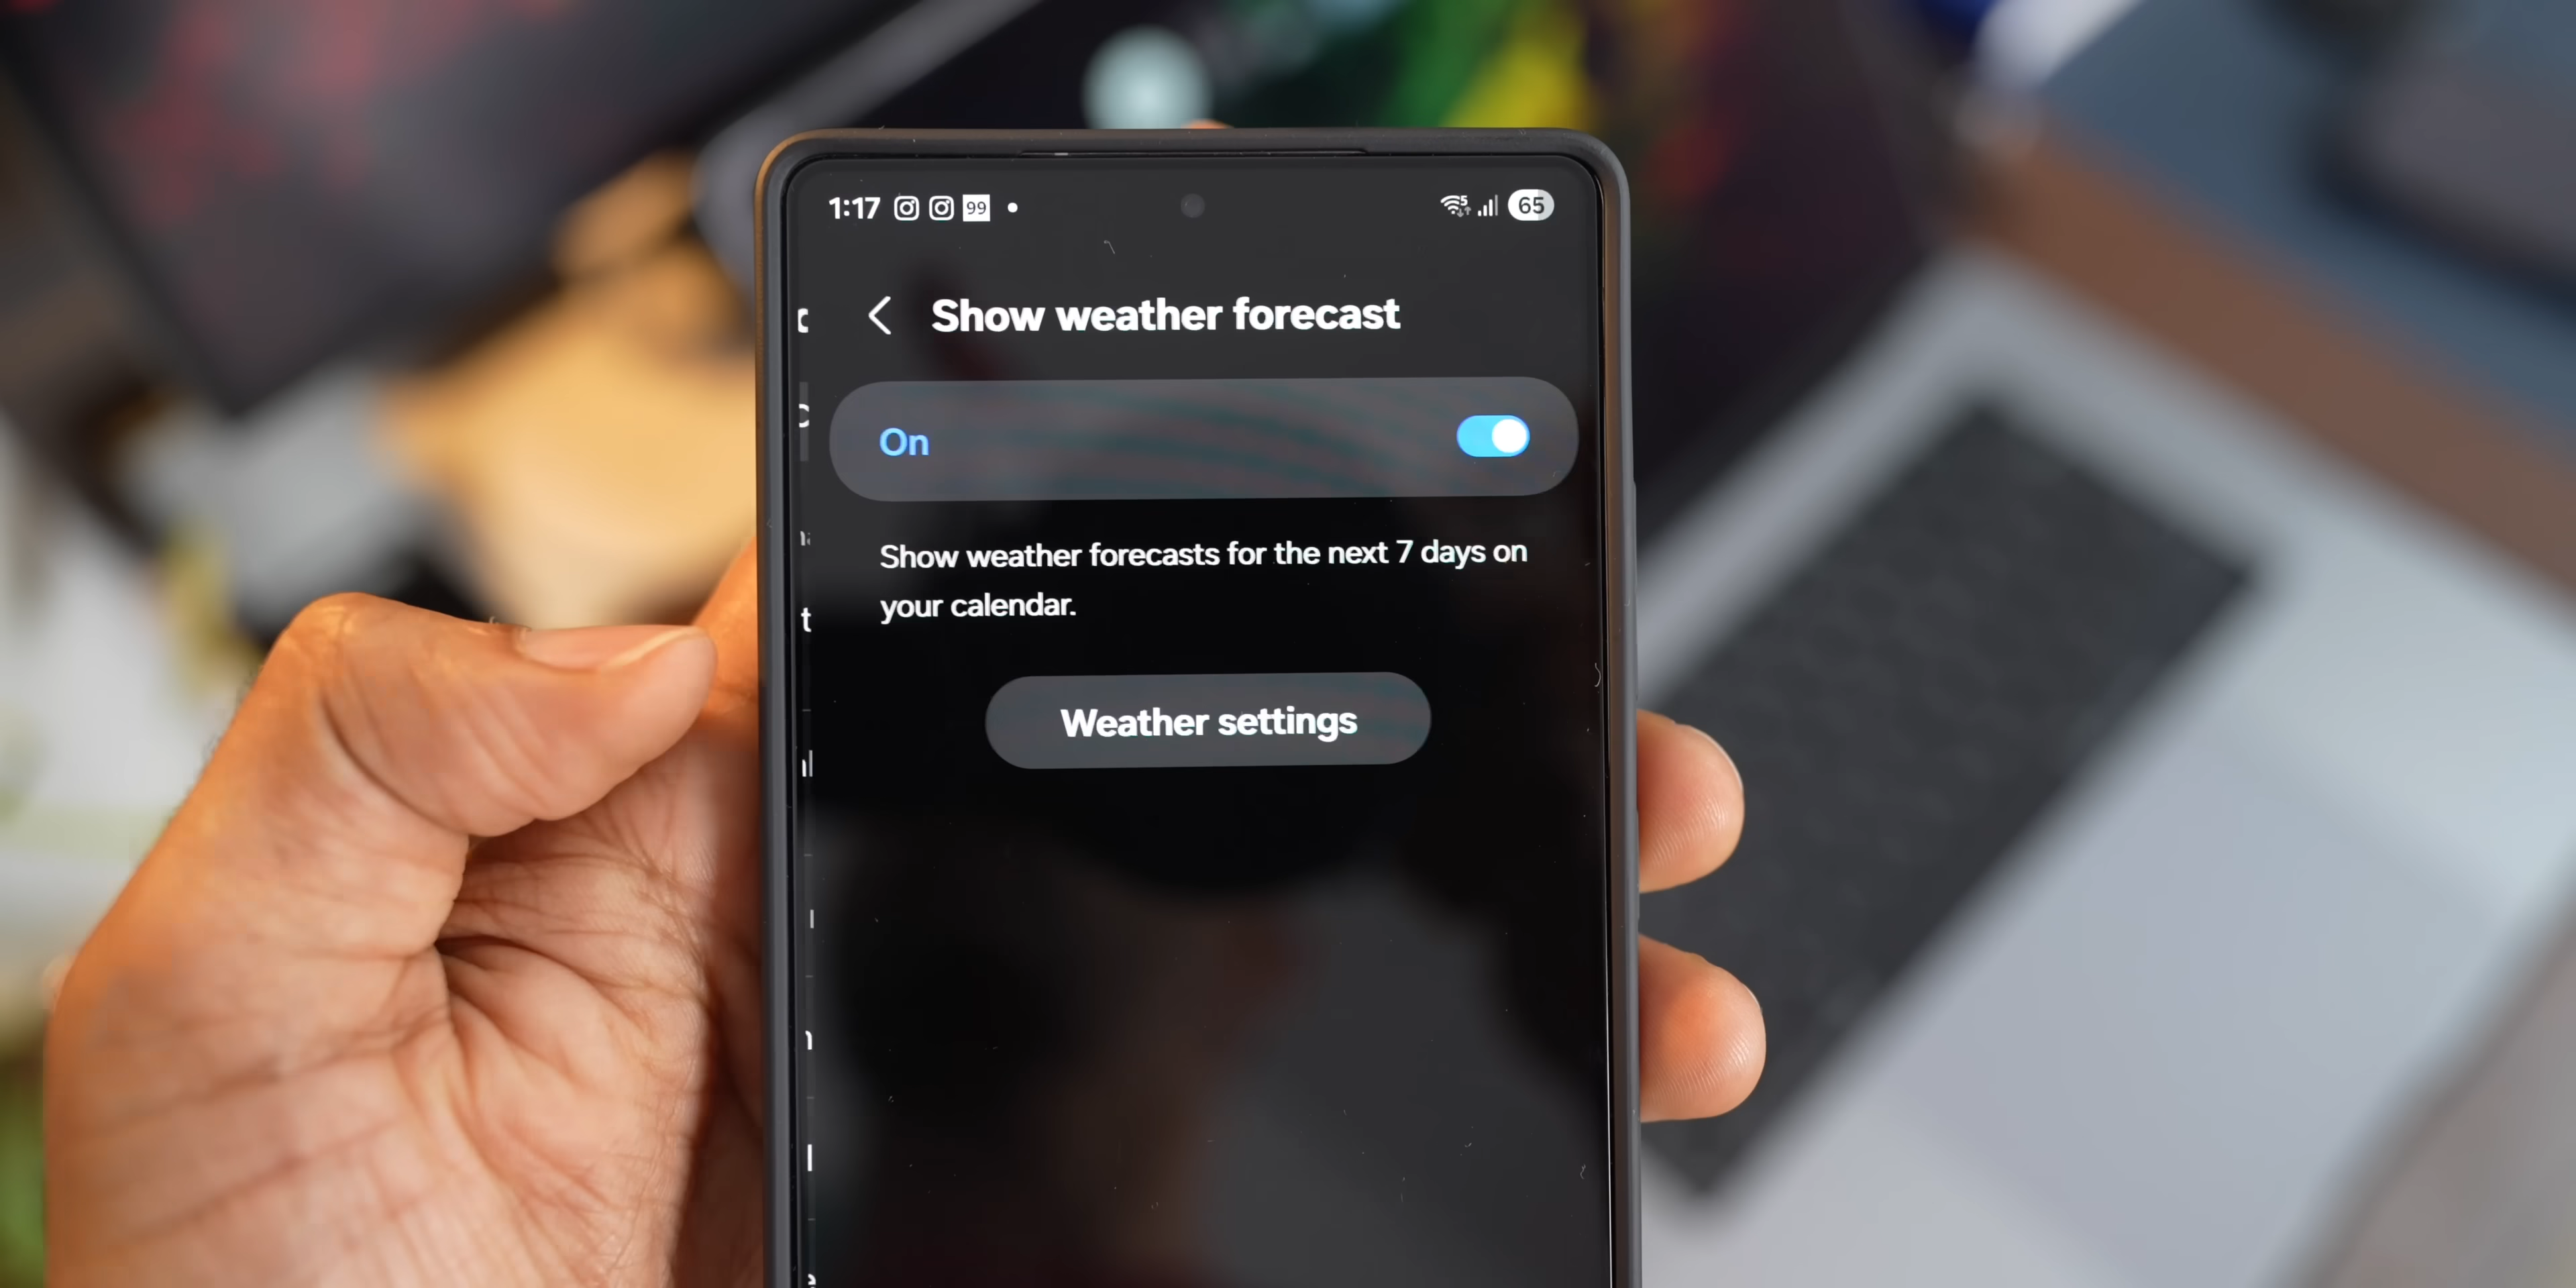 1:17 99 65
Show weather forecast
On
Show weather forecasts for the next 7 days on
your calendar.
Weather settings